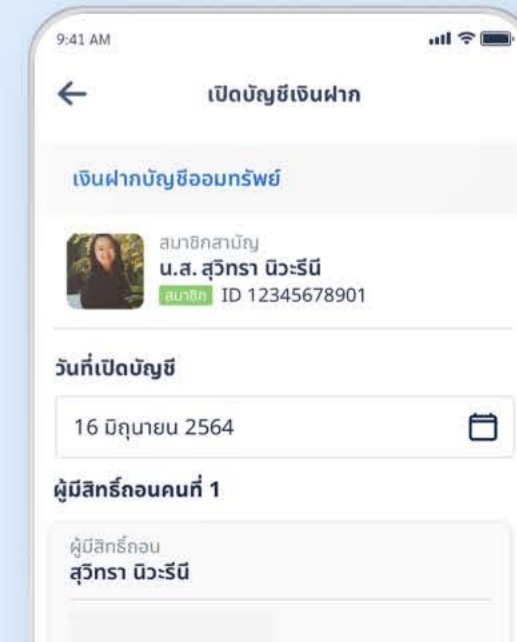 9:41 AM
เปิดบัญชีเงินฝาก
เงินฝากบัญชีออมทรัพย์
สมาชิกสามัญ
น.ส. สุวิทรา นิวะรีนี
สมาชิก ID 12345678901
วันที่เปิดบัญชี
16 มิถุนายน 2564
ผู้มีสิทธิ์ถอนคนที่ 1
ผู้มีสิทธิ์ถอน
สุวิทรา นิวะรีนี